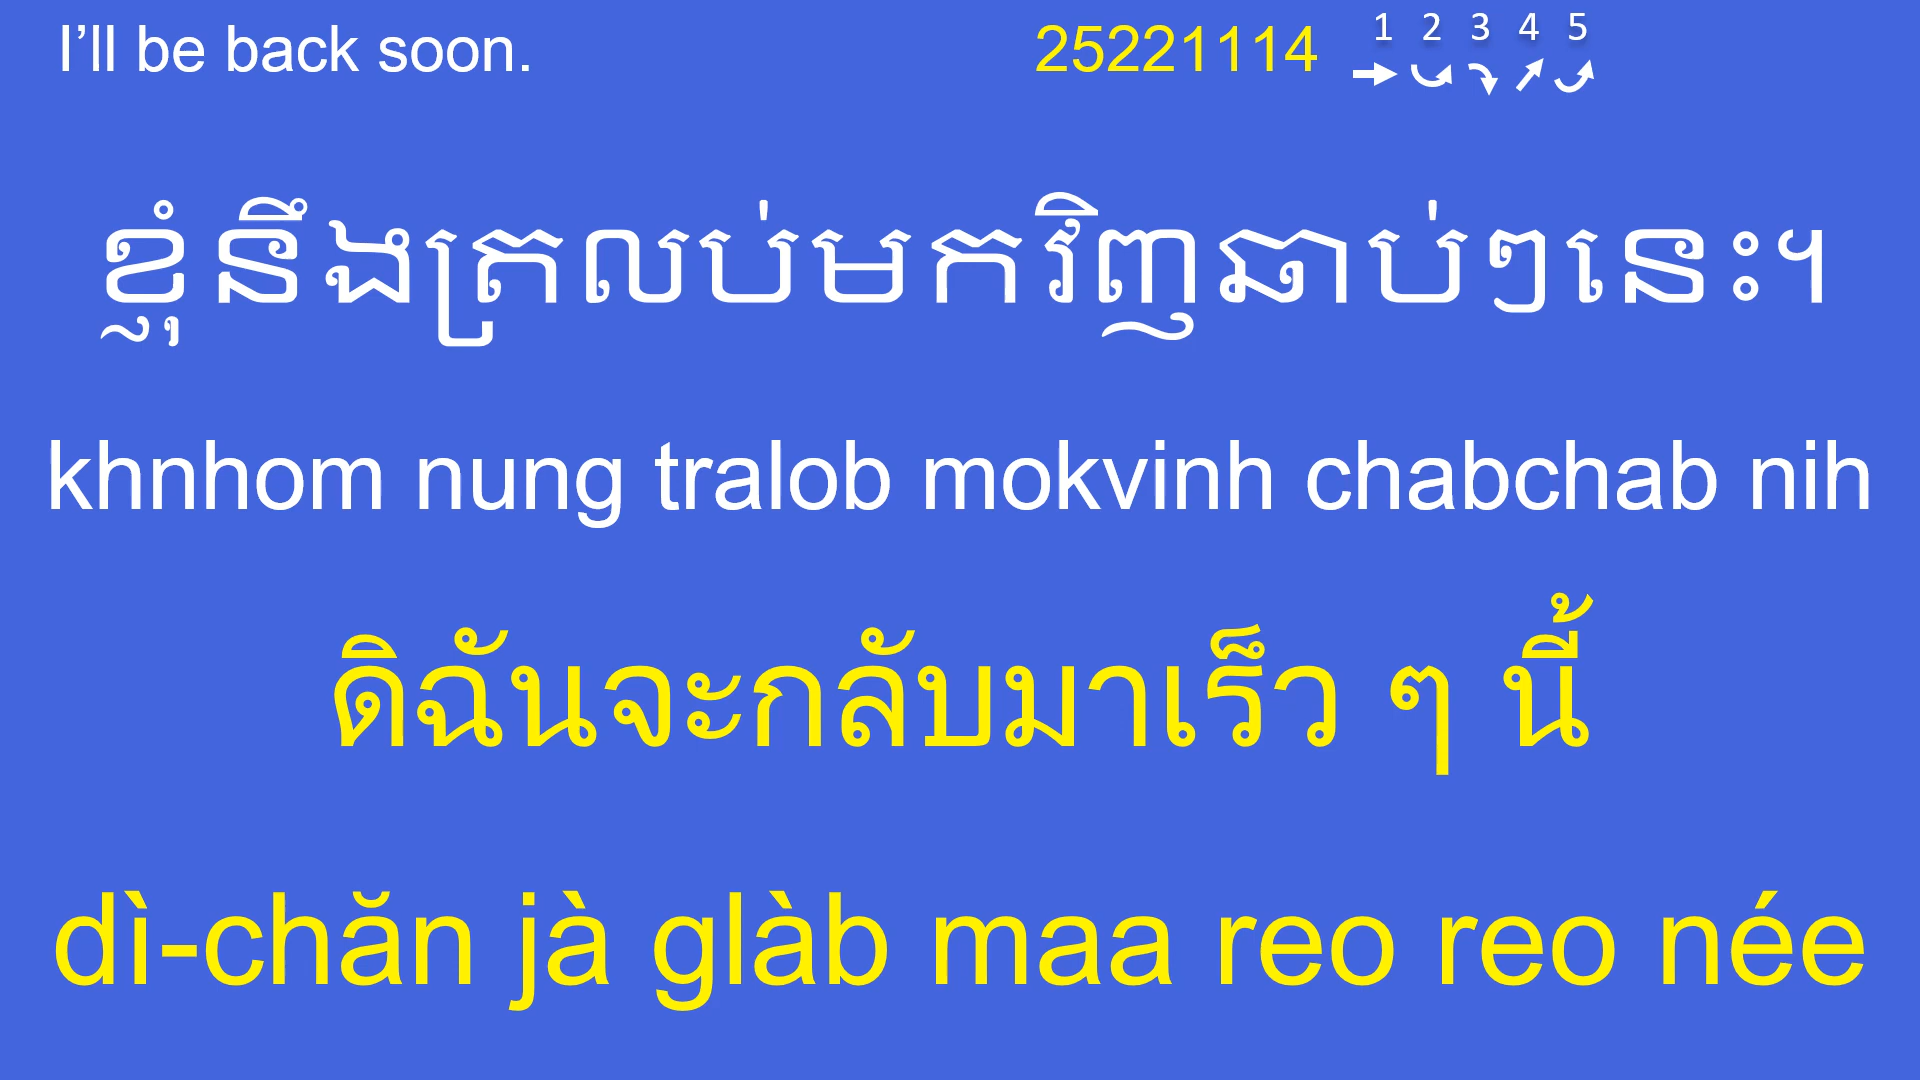 I’ll be back soon.
25221114
1 2 3 4 5
ខ្ញុំនឹងត្រលប់មកវិញឆាប់ៗនេះ។
khnhom nung tralob mokvinh chabchab nih
ดิฉันจะกลับมาเร็ว ๆ นี้
dì-chăn jà glàb maa reo reo née